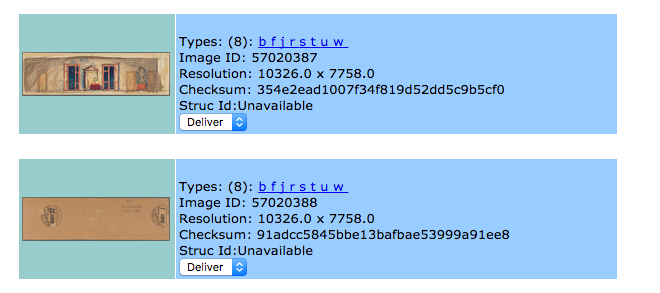 Types: (8): b f j r s t u w
Image ID: 57020387
Resolution: 10326.0 x 7758.0
Checksum: 354e2ead1007f34f819d52dd5c9b5cf0
Struc Id:Unavailable
Deliver
Types: (8): b f j r s t u w
Image ID: 57020388
Resolution: 10326.0 x 7758.0
Checksum: 91adcc5845bbe13bafbae53999a91ee8
Struc Id:Unavailable
Deliver